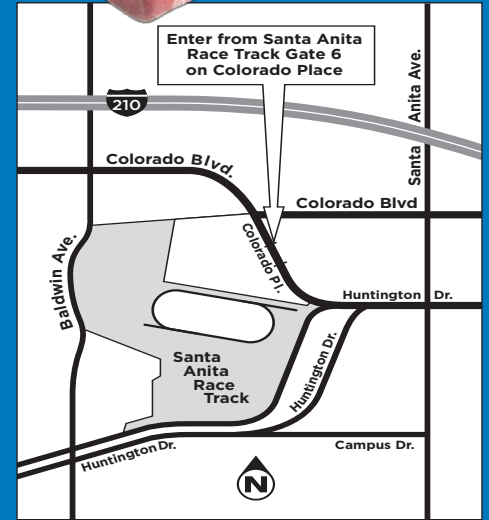 Enter from Santa Anita
Race Track Gate 6
on Colorado Place
Santa Anita Ave.
210
Colorado Blvd.
Colorado Blvd
Baldwin Ave.
Colorado Pl.
Huntington Dr.
Santa
Anita
Race
Track
Huntington Dr.
Huntington Dr.
Campus Dr.
N